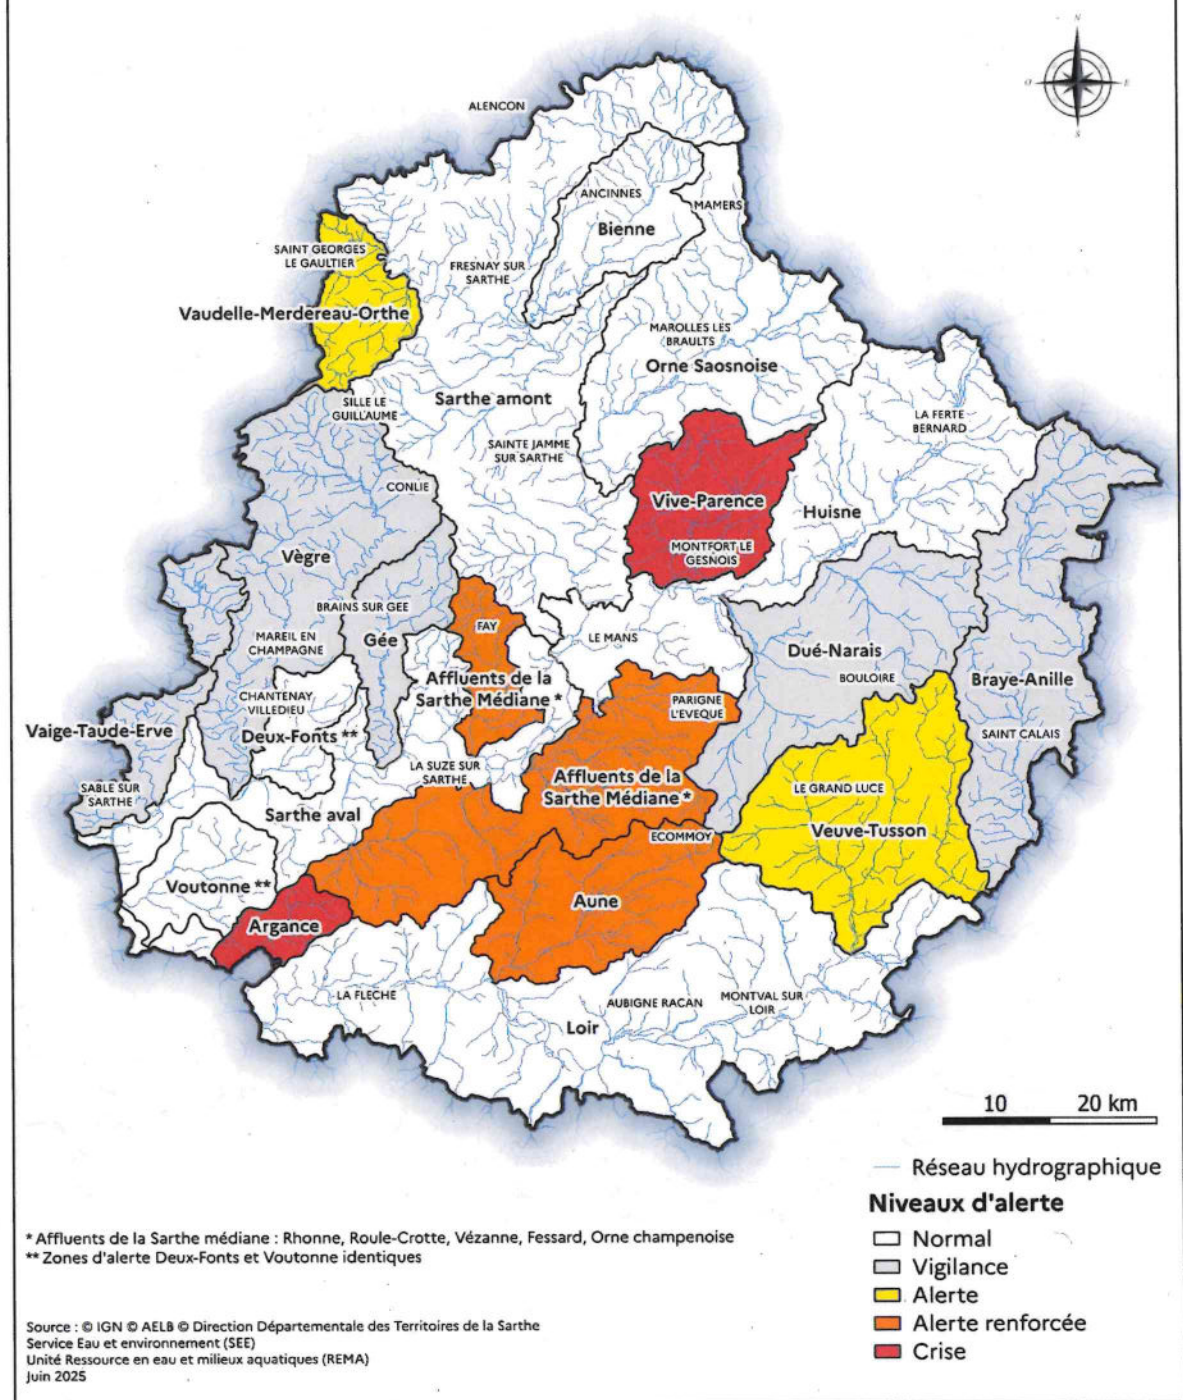 N
O
E
S
ALENCON
ANCINNES
MAMERS
Bienne
SAINT GEORGES
LE GAULTIER
FRESNAY SUR
SARTHE
Vaudelle-Merdereau-Orthe
MAROLLES LES
BRAULTS
Orne Saosnoise
SILLE LE
GUILLAUME
Sarthe amont
LA FERTE
BERNARD
SAINTE JAMME
SUR SARTHE
CONLIE
Vive-Parence
Huisne
MONTFORT LE
GESNOIS
Vègre
BRAINS SUR GEE
FAY
MAREIL EN
CHAMPAGNE
Gée
LE MANS
Dué-Narais
BOULOIRE
Braye-Anille
Affluents de la
Sarthe Médiane *
CHANTENAY
VILLEDIEU
PARIGNE
L'EVEQUE
Vaige-Taude-Erve
Deux-Fonts **
SAINT CALAIS
LA SUZE SUR
SARTHE
Affluents de la
Sarthe Médiane *
SABLE SUR
SARTHE
LE GRAND LUCE
Sarthe aval
ECOMMOY
Veuve-Tusson
Voutonne **
Aune
Argance
LA FLECHE
AUBIGNE RACAN
MONTVAL SUR
LOIR
Loir
10 20 km
Réseau hydrographique
Niveaux d'alerte
Normal
Vigilance
Alerte
Alerte renforcée
Crise
* Affluents de la Sarthe médiane : Rhonne, Roule-Crotte, Vézanne, Fessard, Orne champenoise
** Zones d'alerte Deux-Fonts et Voutonne identiques
Source : © IGN © AELB © Direction Départementale des Territoires de la Sarthe
Service Eau et environnement (SEE)
Unité Ressource en eau et milieux aquatiques (REMA)
Juin 2025